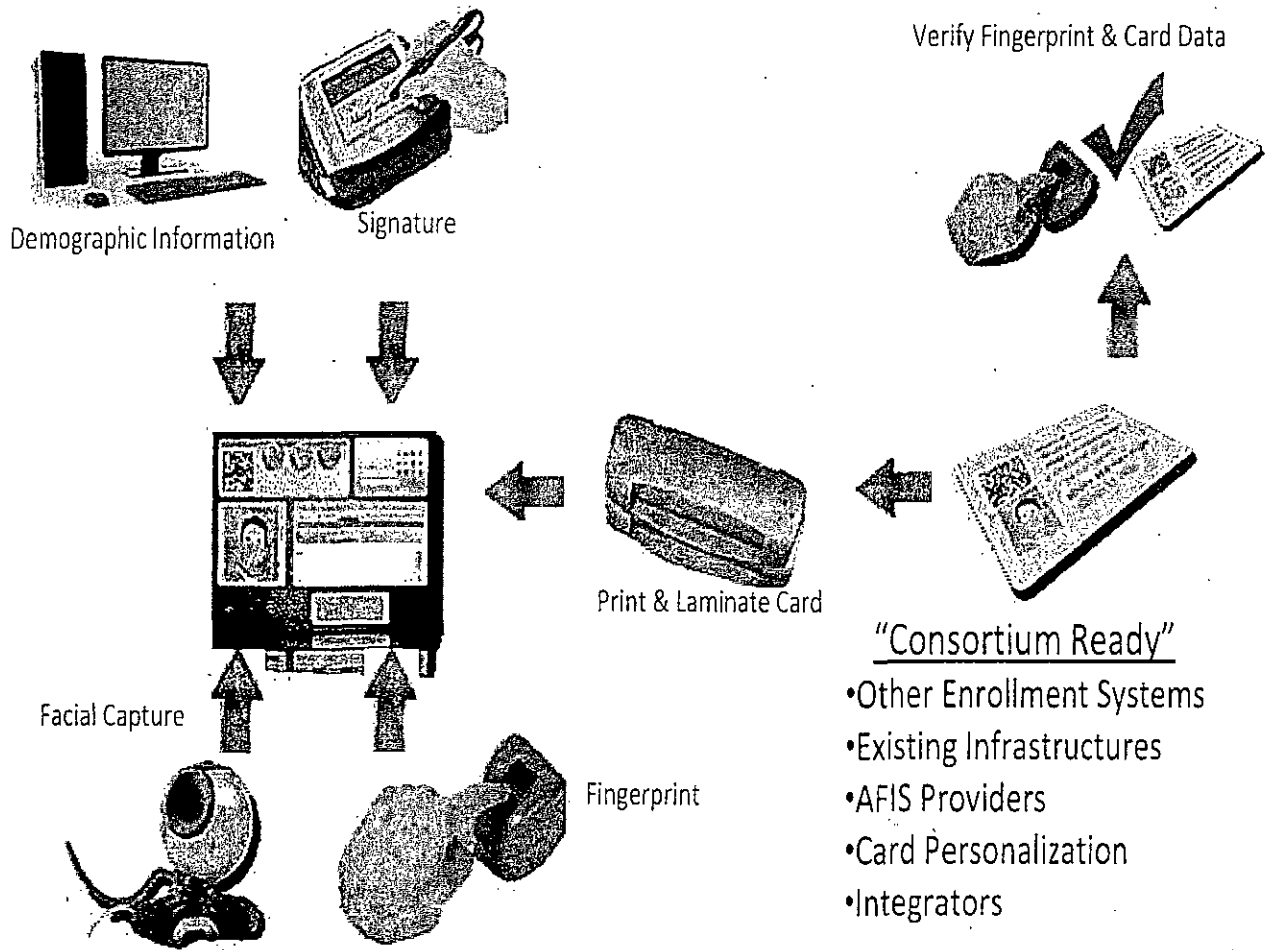 Verify Fingerprint & Card Data
Demographic Information
Signature
Print & Laminate Card
"Consortium Ready"
•Other Enrollment Systems
•Existing Infrastructures
•AFIS Providers
•Card Personalization
•Integrators
Facial Capture
Fingerprint